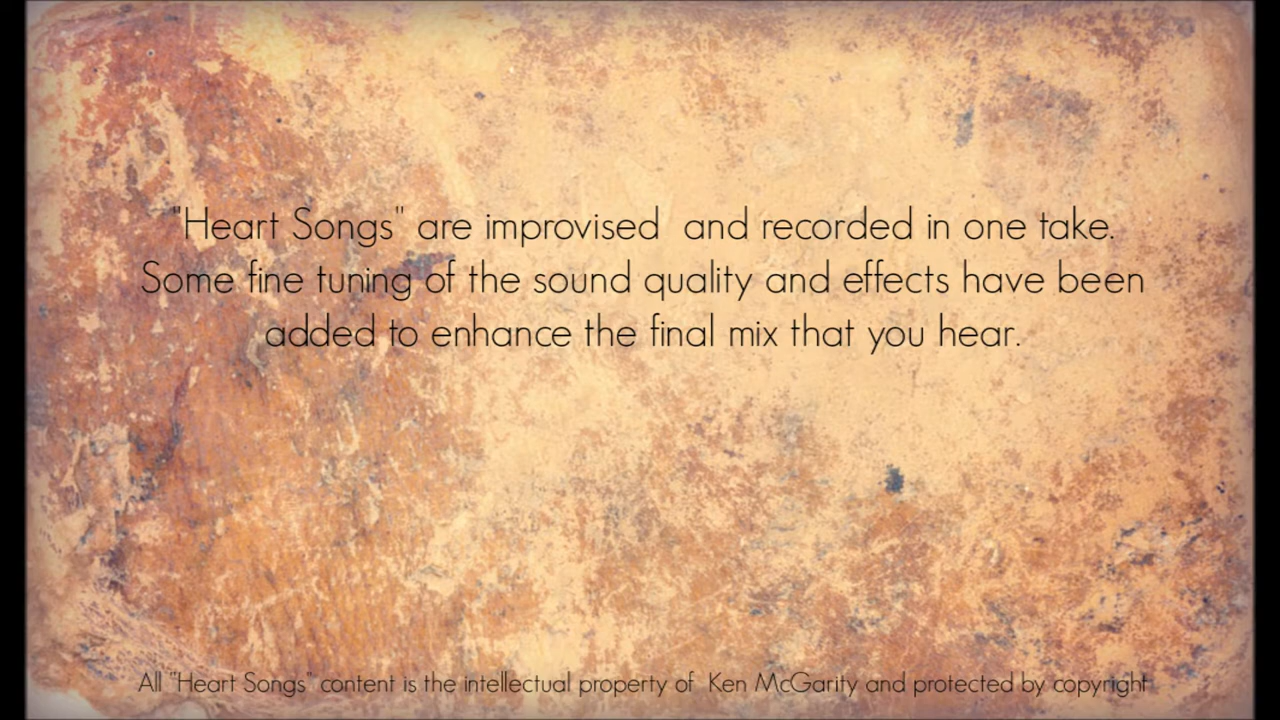 "Heart Songs" are improvised  and recorded in one take.
Some fine tuning of the sound quality and effects have been
added to enhance the final mix that you hear.
All "Heart Songs" content is the intellectual property of  Ken McGarity and protected by copyright